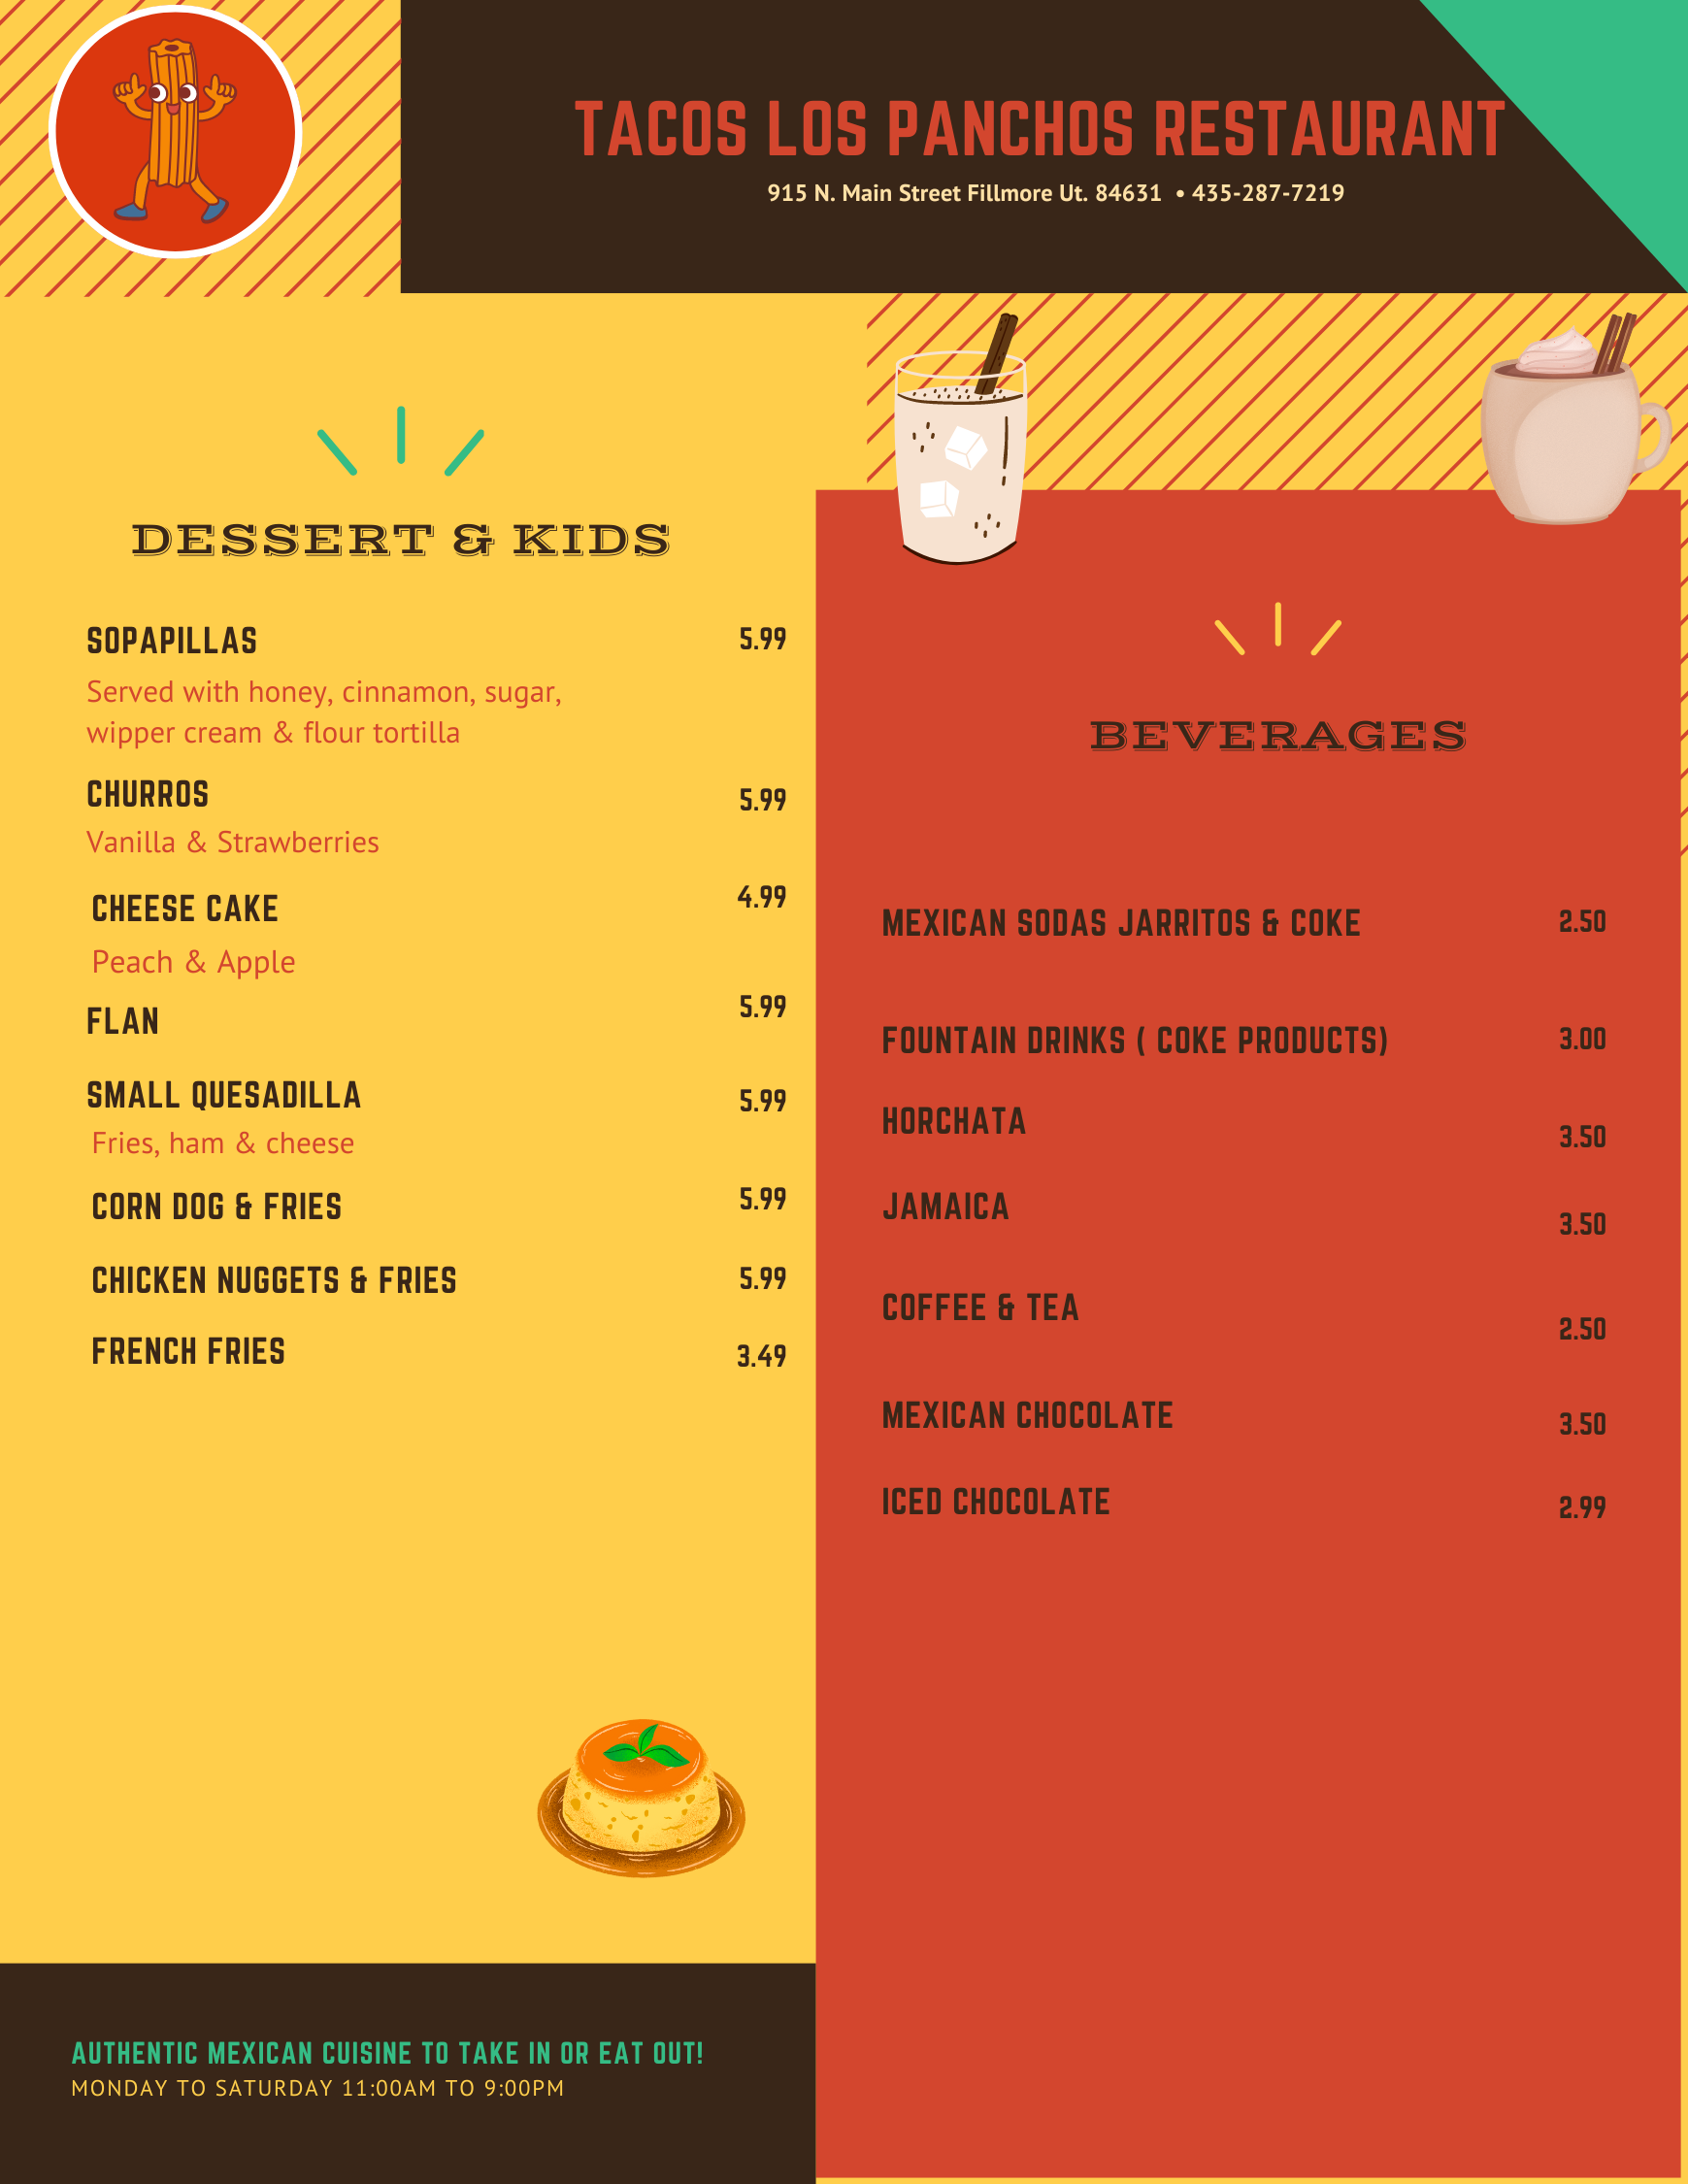 TACOS LOS PANCHOS RESTAURANT
915 N. Main Street Fillmore Ut. 84631 • 435-287-7219
DESSERT & KIDS
SOPAPILLAS 5.99
Served with honey, cinnamon, sugar,
wipper cream & flour tortilla
CHURROS 5.99
Vanilla & Strawberries
CHEESE CAKE 4.99
Peach & Apple
FLAN 5.99
SMALL QUESADILLA 5.99
Fries, ham & cheese
CORN DOG & FRIES 5.99
CHICKEN NUGGETS & FRIES 5.99
FRENCH FRIES 3.49
BEVERAGES
MEXICAN SODAS JARRITOS & COKE 2.50
FOUNTAIN DRINKS ( COKE PRODUCTS) 3.00
HORCHATA 3.50
JAMAICA 3.50
COFFEE & TEA 2.50
MEXICAN CHOCOLATE 3.50
ICED CHOCOLATE 2.99
AUTHENTIC MEXICAN CUISINE TO TAKE IN OR EAT OUT!
MONDAY TO SATURDAY 11:00AM TO 9:00PM